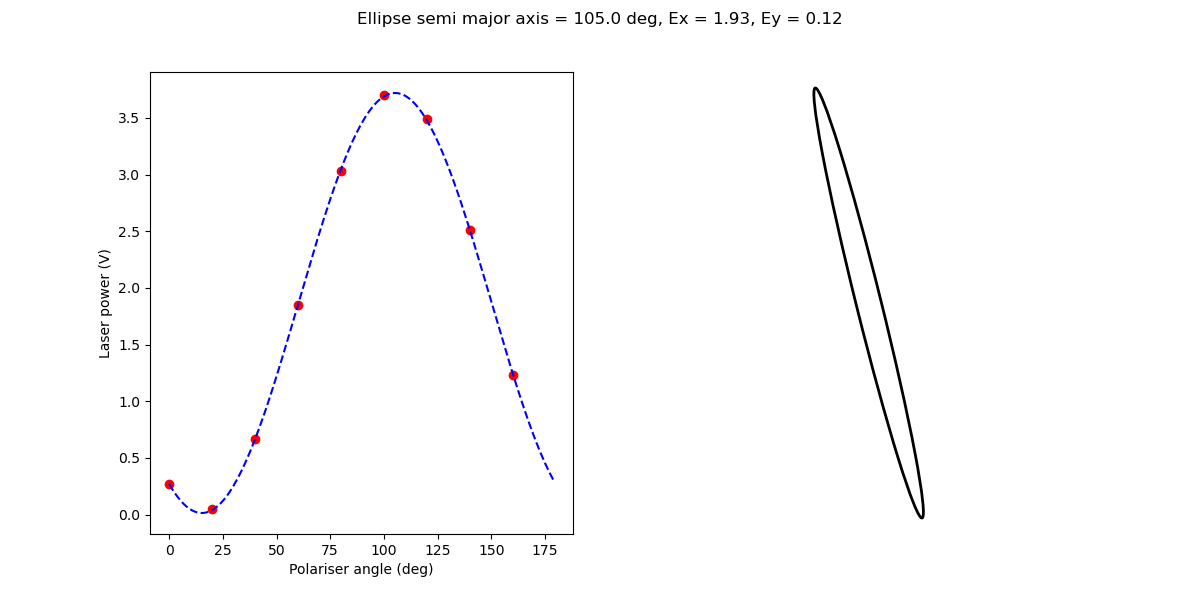 Ellipse semi major axis = 105.0 deg, Ex = 1.93, Ey = 0.12
3.5
3.0
2.5
2.0
1.5
1.0
0.5
0.0
Laser power (V)
0 25 50 75 100 125 150 175
Polariser angle (deg)